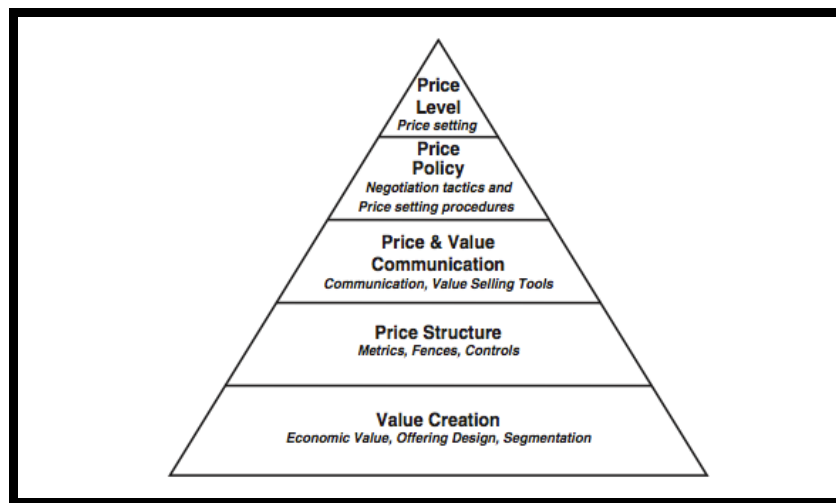 Price
Level
Price setting
Price
Policy
Negotiation tactics and
Price setting procedures
Price & Value
Communication
Communication, Value Selling Tools
Price Structure
Metrics, Fences, Controls
Value Creation
Economic Value, Offering Design, Segmentation